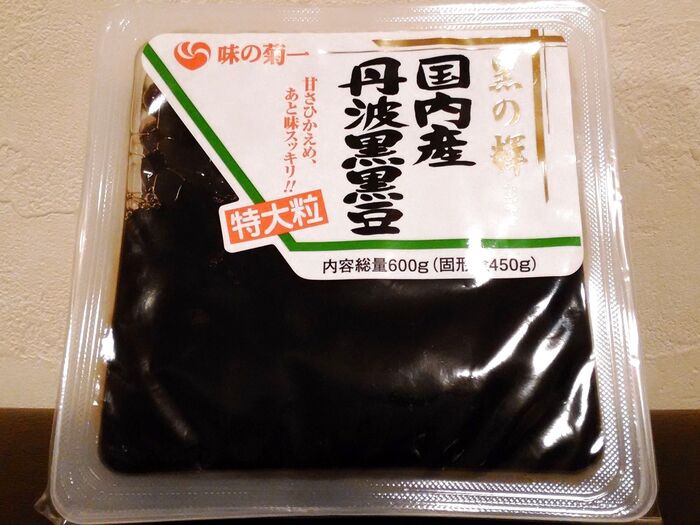 味の菊一
黒の輝
国内産
丹波黒黒豆
甘さひかえめ、
あと味スッキリ!!
特大粒
内容総量600g(固形 450g)